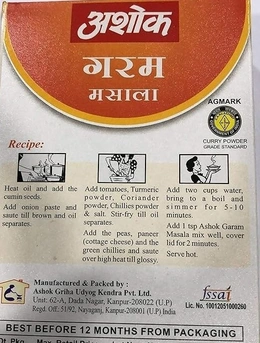 अशोक
गरम
मसाला
AGMARK
CURRY POWDER
GRADE STANDARD
Recipe:
Heat oil and add the
cumin seeds.
Add onion paste and
saute till brown and oil
separates.
Add tomatoes, Turmeric
powder, Coriander
powder, Chillies powder
& salt. Stir-fry till oil
separates.
Add the peas, paneer
(cottage cheese) and the
green chillies and saute
over high heat till glossy.
Add two cups water,
bring to a boil and
simmer for 5-10
minutes.
Add 1 tsp Ashok Garam
Masala mix well, cover
lid for 2 minutes.
Serve hot.
Manufactured & Packed by :
Ashok Griha Udyog Kendra Pvt. Ltd.
Unit: 62-A, Dada Nagar, Kanpur-208022 (U.P)
Regd. Off: 51/92, Nayaganj, Kanpur-208001 (U.P.) INDIA
fssai
Lic. No. 10012051000260
BEST BEFORE 12 MONTHS FROM PACKAGING